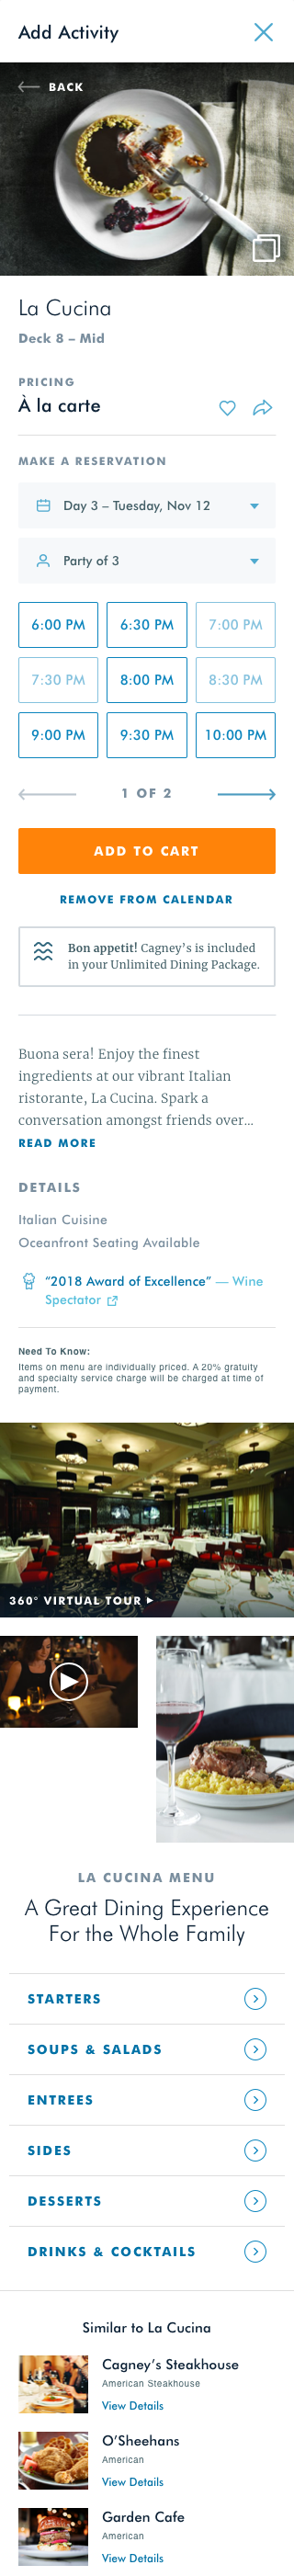 Add Activity
BACK
La Cucina
Deck 8 – Mid
PRICING
À la carte
MAKE A RESERVATION
Day 3 – Tuesday, Nov 12
Party of 3
6:00 PM 6:30 PM 7:00 PM
7:30 PM 8:00 PM 8:30 PM
9:00 PM 9:30 PM 10:00 PM
1 OF 2
ADD TO CART
REMOVE FROM CALENDAR
Bon appetit! Cagney’s is included
in your Unlimited Dining Package.
Buona sera! Enjoy the finest
ingredients at our vibrant Italian
ristorante, La Cucina. Spark a
conversation amongst friends over...
READ MORE
DETAILS
Italian Cuisine
Oceanfront Seating Available
“2018 Award of Excellence” — Wine
Spectator
Need To Know:
Items on menu are individually priced. A 20% gratuity
and specialty service charge will be charged at time of
payment.
360° VIRTUAL TOUR
LA CUCINA MENU
A Great Dining Experience
For the Whole Family
STARTERS
SOUPS & SALADS
ENTREES
SIDES
DESSERTS
DRINKS & COCKTAILS
Similar to La Cucina
Cagney’s Steakhouse
American Steakhouse
View Details
O’Sheehans
American
View Details
Garden Cafe
American
View Details